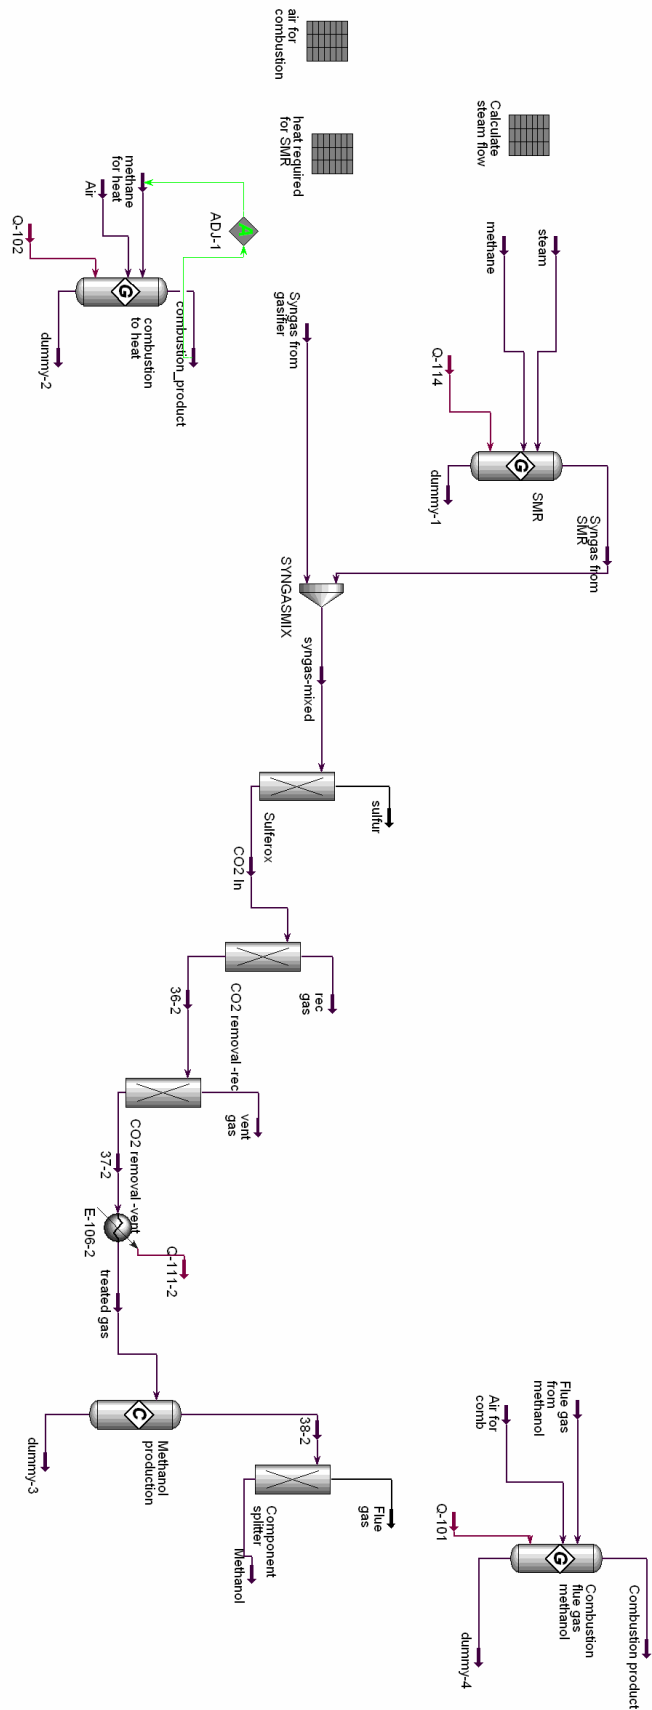 air for
combustion
heat required
for SMR
Calculate
steam flow
methane
for heat
Air
Q-102
ADJ-1
A
G
combustion
to heat
combustion_product
dummy-2
Syngas from
gasifier
steam
methane
Q-114
G
SMR
dummy-1
Syngas from
SMR
SYNGASMIX
syngas-mixed
sulfur
Sulferox
CO2 In
rec
gas
CO2 removal -rec
36-2
vent
gas
CO2 removal -vent
37-2
E-106-2
Q-111-2
treated gas
C
Methanol
production
dummy-3
38-2
Flue
gas
Component
splitter
Methanol
Flue gas
from
methanol
Air for
comb
Q-101
G
Combustion
flue gas
methanol
Combustion product
dummy-4